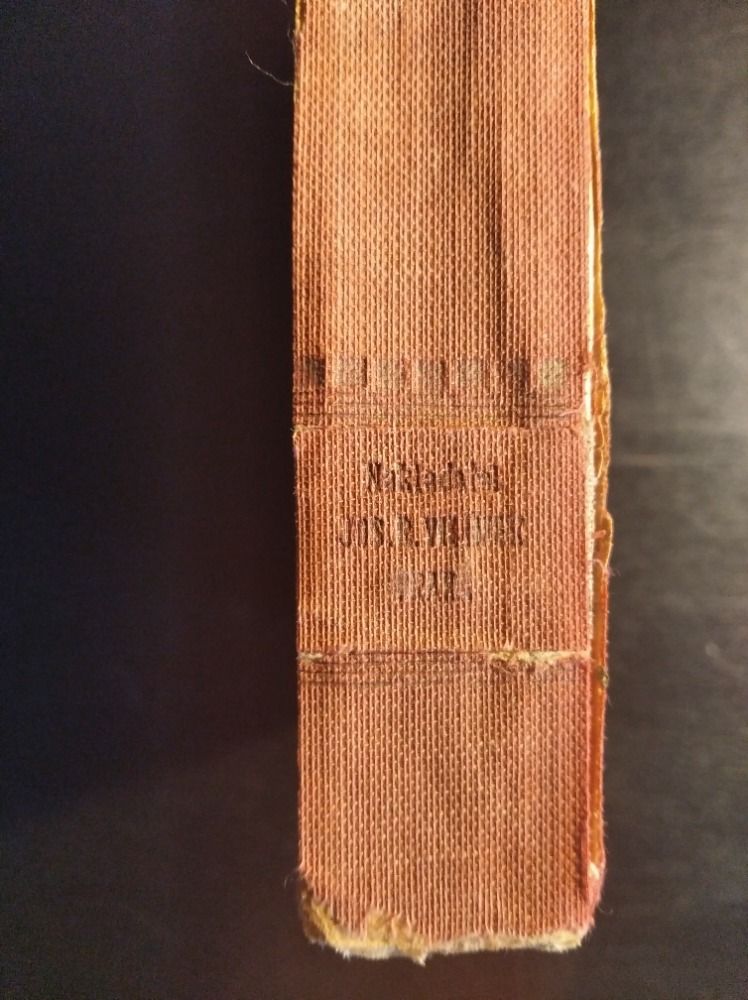 Nakladatel
JOS. R. VILÍMEK
PRAHA